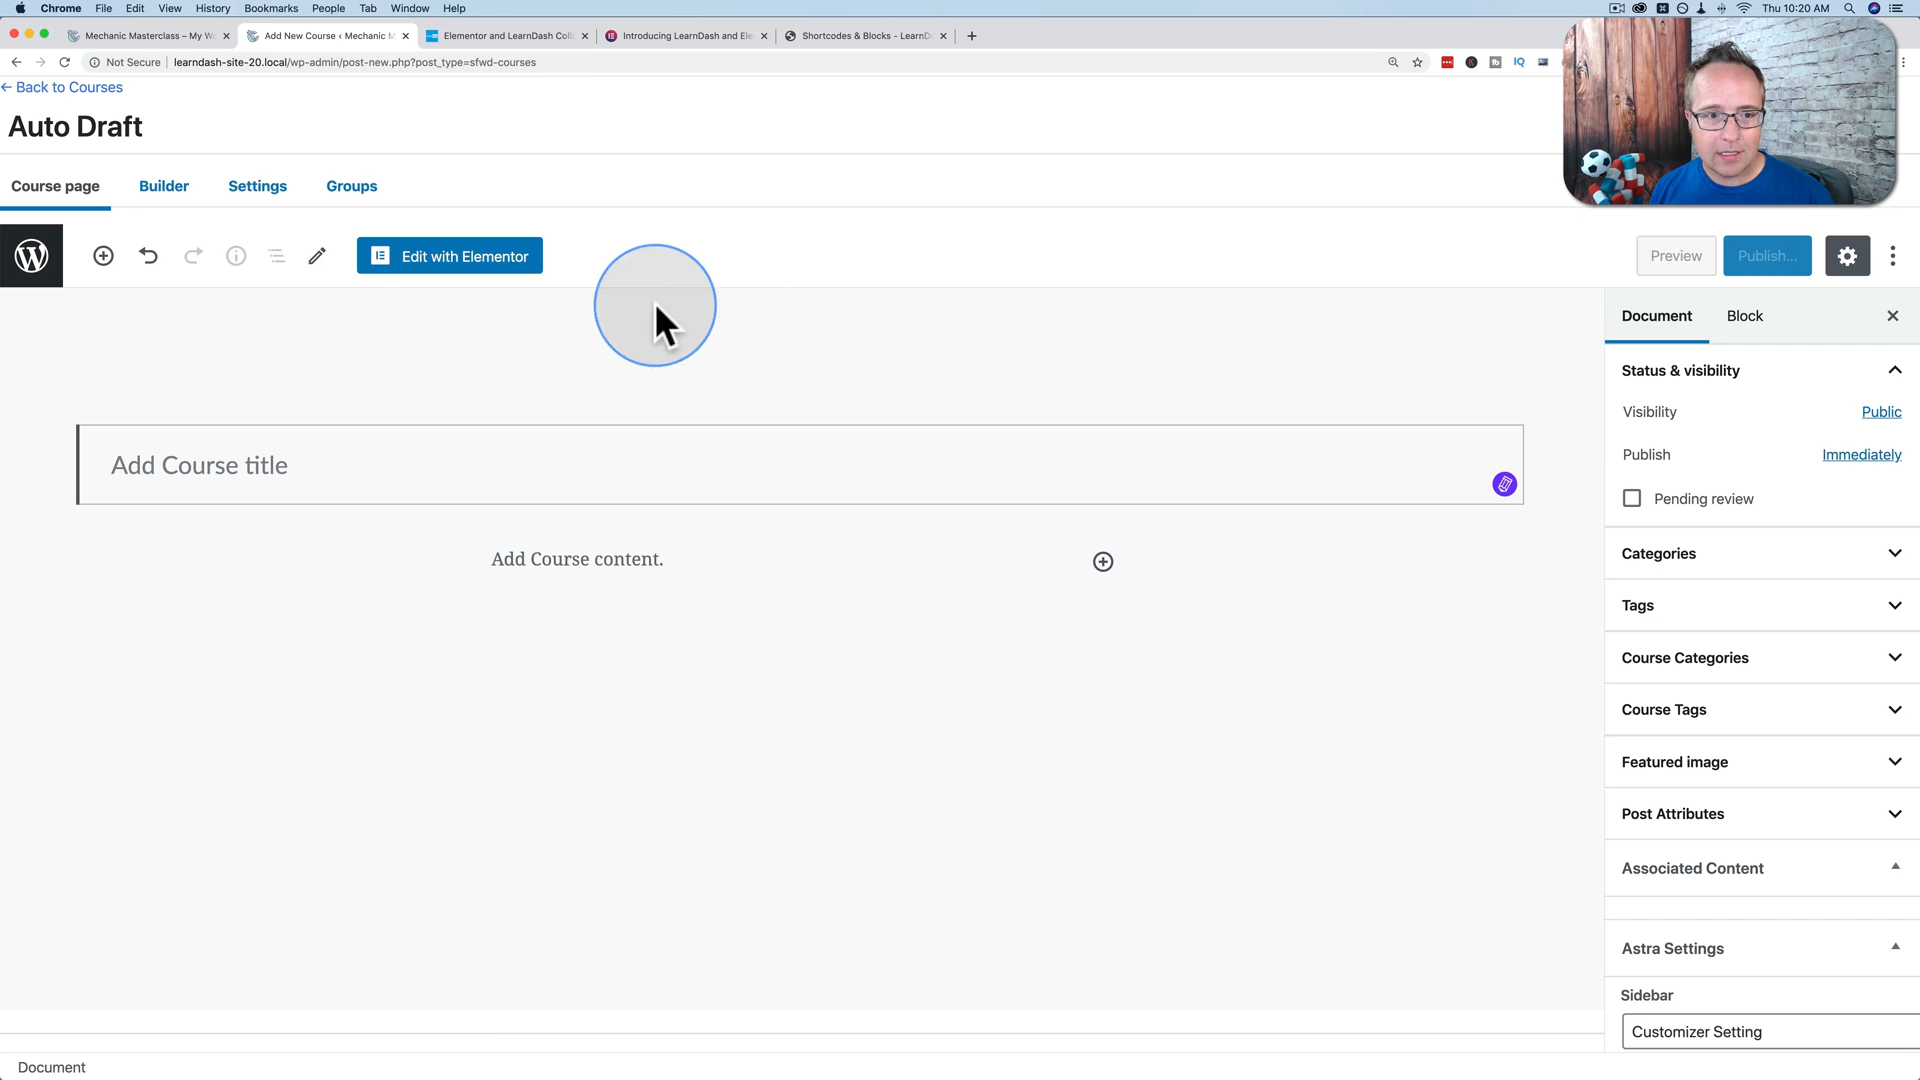 Chrome File Edit View History Bookmarks People Tab Window Help Thu 10:20 AM
Mechanic Masterclass – My Wo Add New Course ‹ Mechanic M Elementor and LearnDash Coll Introducing LearnDash and Ele Shortcodes & Blocks - LearnD
Not Secure learndash-site-20.local/wp-admin/post-new.php?post_type=sfwd-courses IQ
← Back to Courses
Auto Draft
Course page Builder Settings Groups
Edit with Elementor Preview Publish...
Document Block
Status & visibility
Visibility Public
Publish Immediately
Pending review
Add Course title
Add Course content.
Categories
Tags
Course Categories
Course Tags
Featured image
Post Attributes
Associated Content
Astra Settings
Sidebar
Customizer Setting
Document